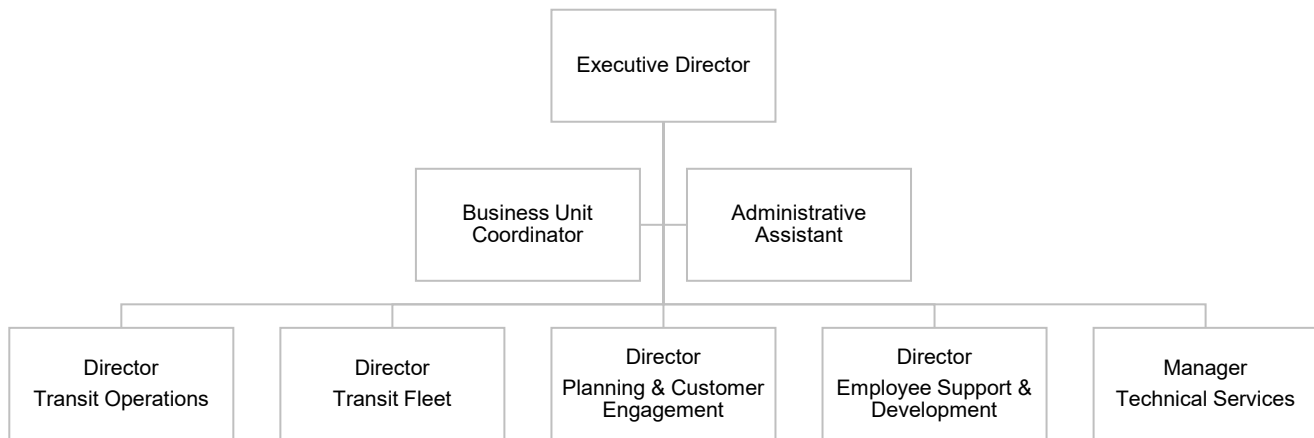 Executive Director
Business Unit
Coordinator
Administrative
Assistant
Director
Transit Operations
Director
Transit Fleet
Director
Planning & Customer
Engagement
Director
Employee Support &
Development
Manager
Technical Services